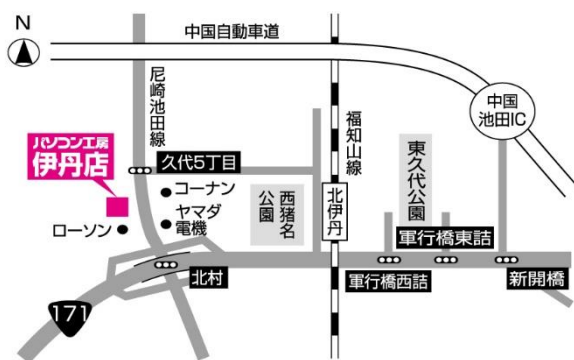 N
中国自動車道
尼崎池田線
福知山線
中国
池田IC
パソコン工房
伊丹店
久代5丁目
コーナン
ヤマダ
電機
ローソン
西猪名
公園
北伊丹
東久代公園
軍行橋東詰
北村
軍行橋西詰
新開橋
171